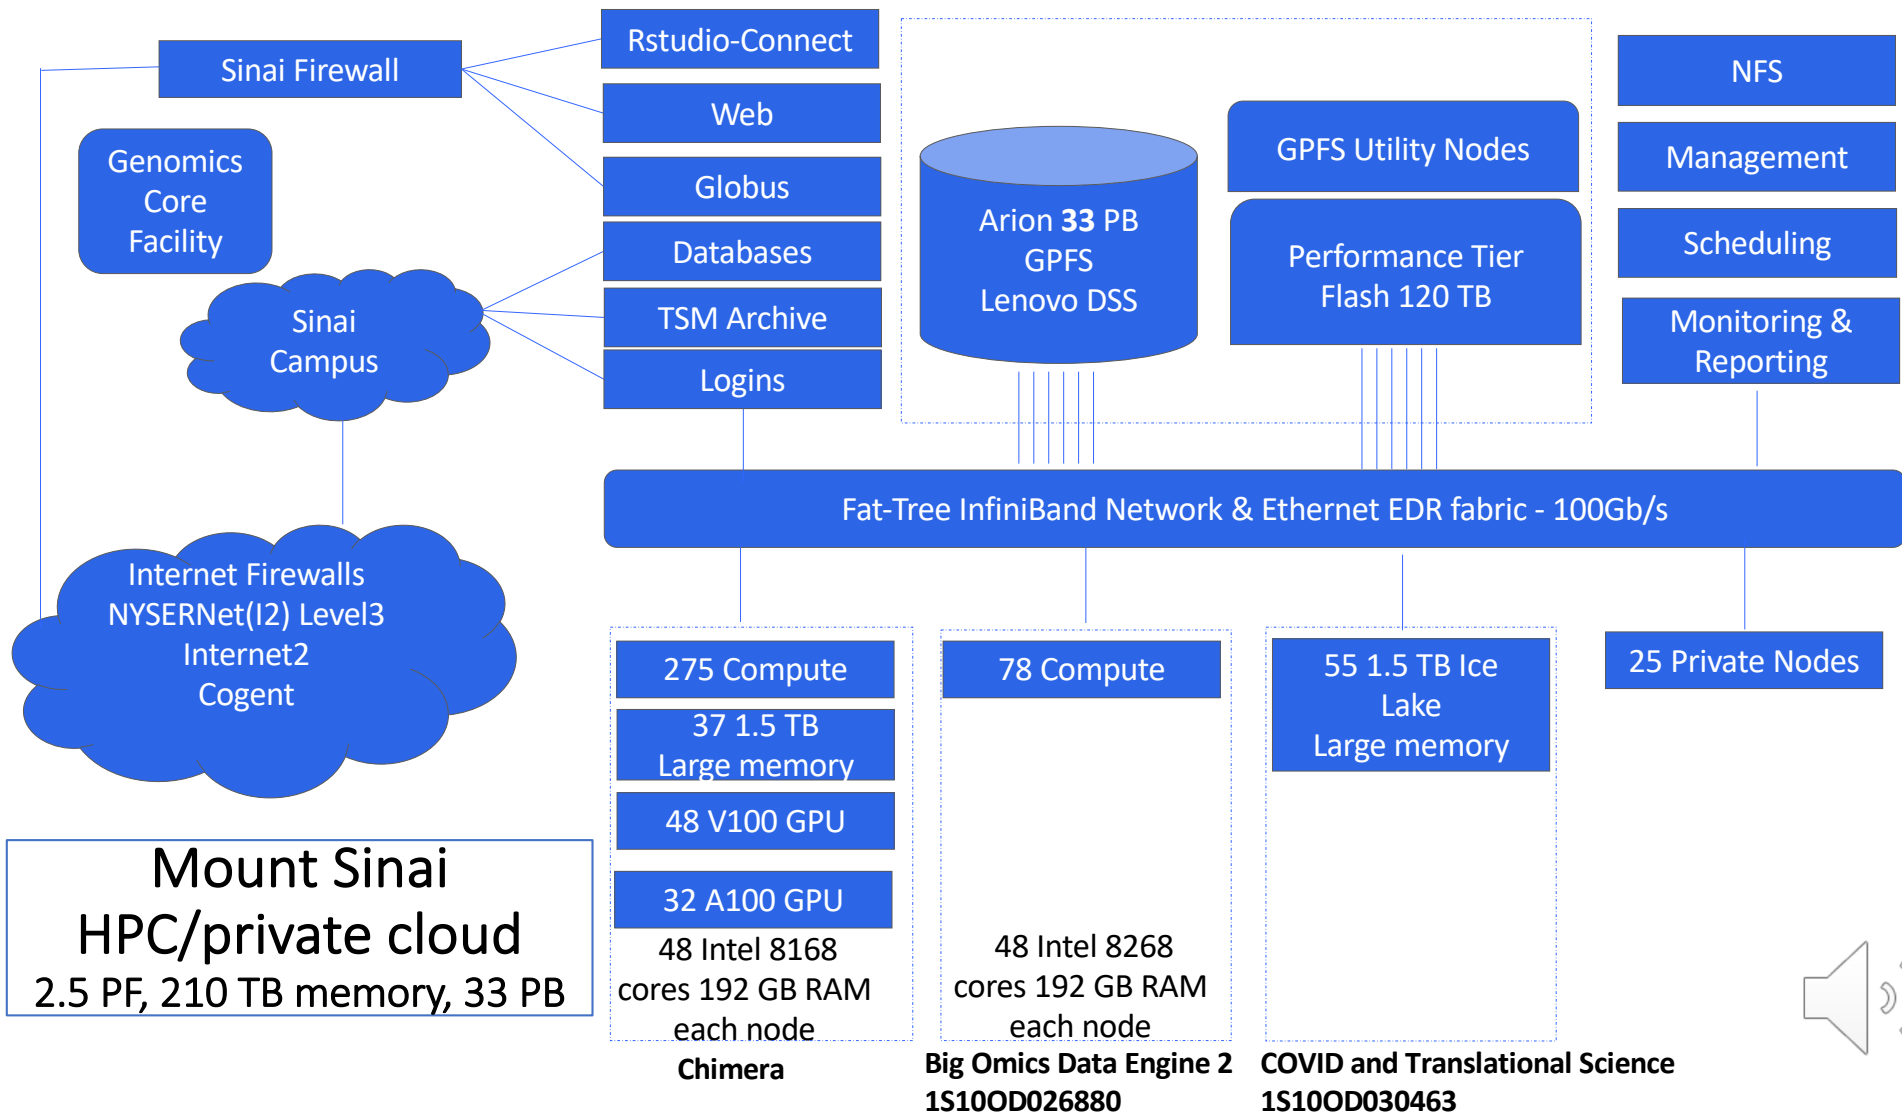 Sinai Firewall
Genomics
Core
Facility
Sinai
Campus
Internet Firewalls
NYSERNet(I2) Level3
Internet2
Cogent
Rstudio-Connect
Web
Globus
Databases
TSM Archive
Logins
Arion 33 PB
GPFS
Lenovo DSS
GPFS Utility Nodes
Performance Tier
Flash 120 TB
NFS
Management
Scheduling
Monitoring &
Reporting
Fat-Tree InfiniBand Network & Ethernet EDR fabric - 100Gb/s
275 Compute
37 1.5 TB
Large memory
48 V100 GPU
32 A100 GPU
48 Intel 8168
cores 192 GB RAM
each node
Chimera
78 Compute
48 Intel 8268
cores 192 GB RAM
each node
Big Omics Data Engine 2
1S10OD026880
55 1.5 TB Ice
Lake
Large memory
COVID and Translational Science
1S10OD030463
25 Private Nodes
Mount Sinai
HPC/private cloud
2.5 PF, 210 TB memory, 33 PB